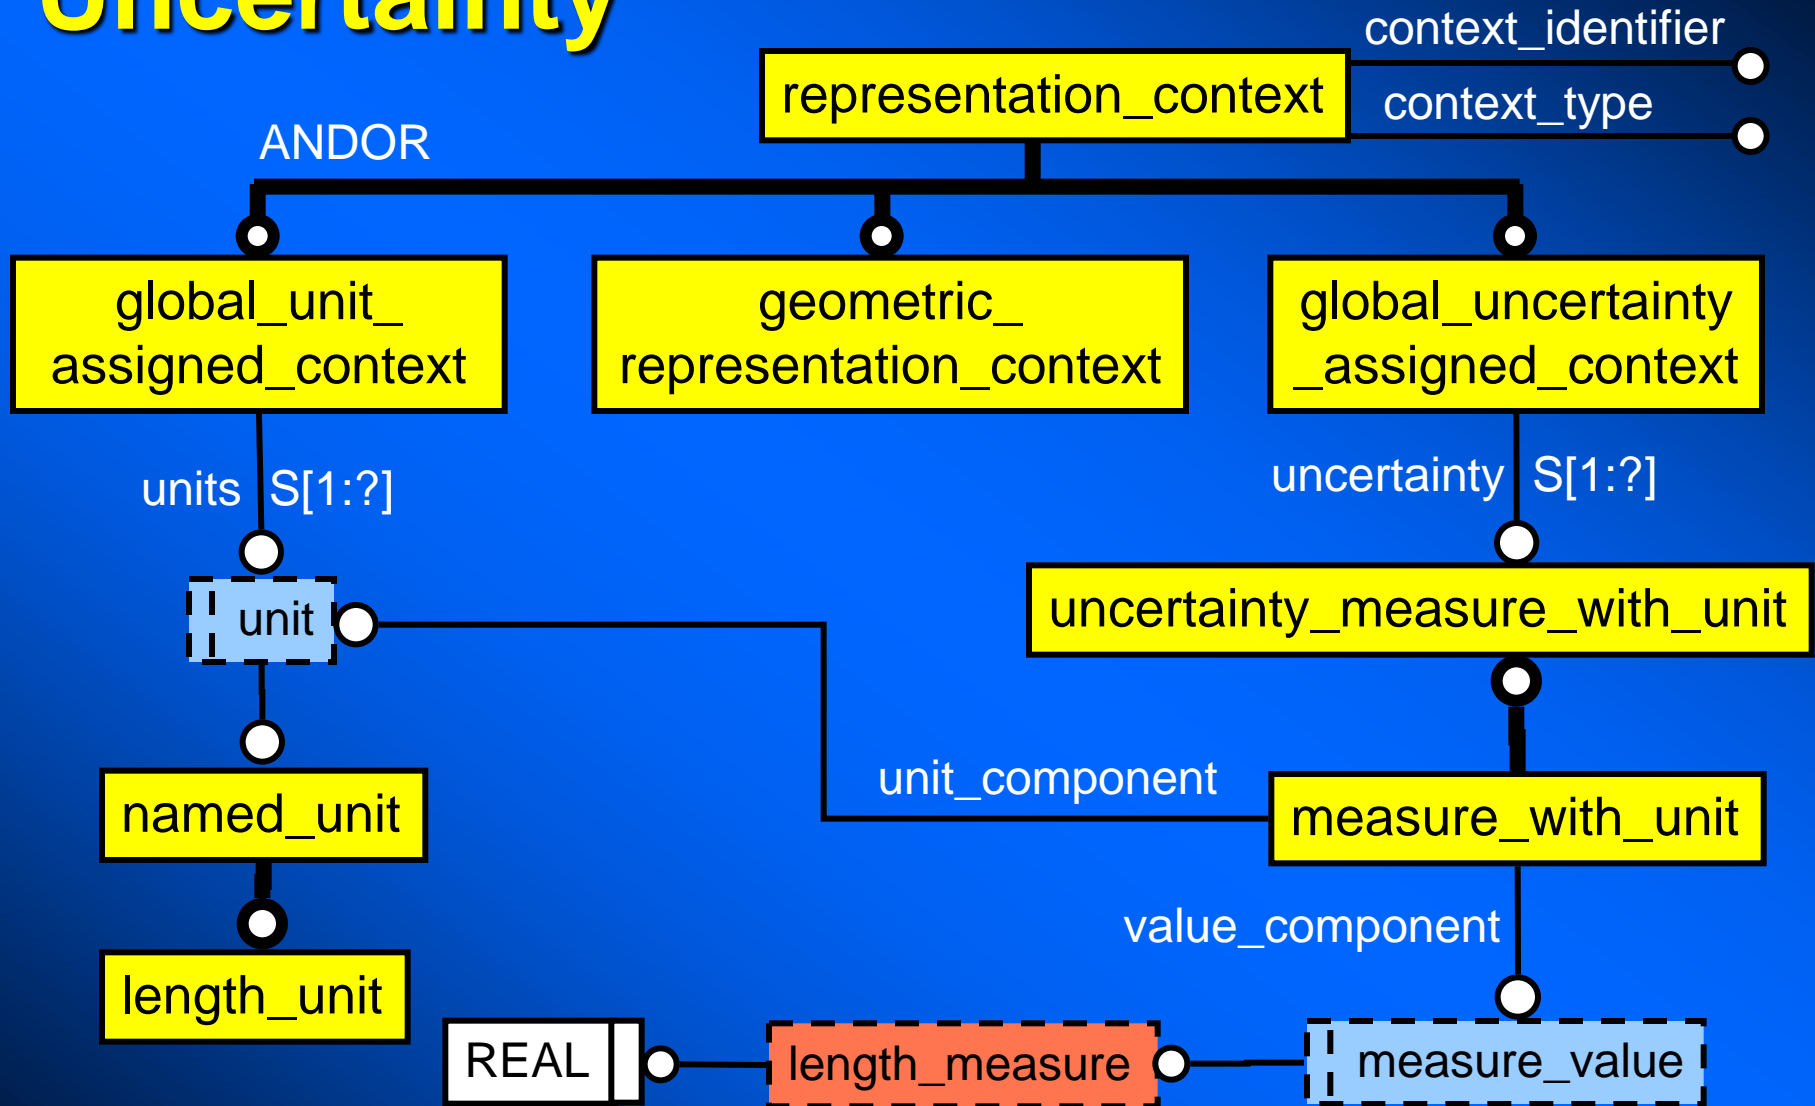 Uncertainty
context_identifier
representation_context
context_type
ANDOR
global_unit_
assigned_context
geometric_
representation_context
global_uncertainty
_assigned_context
units S[1:?]
uncertainty S[1:?]
unit
uncertainty_measure_with_unit
unit_component
named_unit
measure_with_unit
value_component
length_unit
REAL
length_measure
measure_value